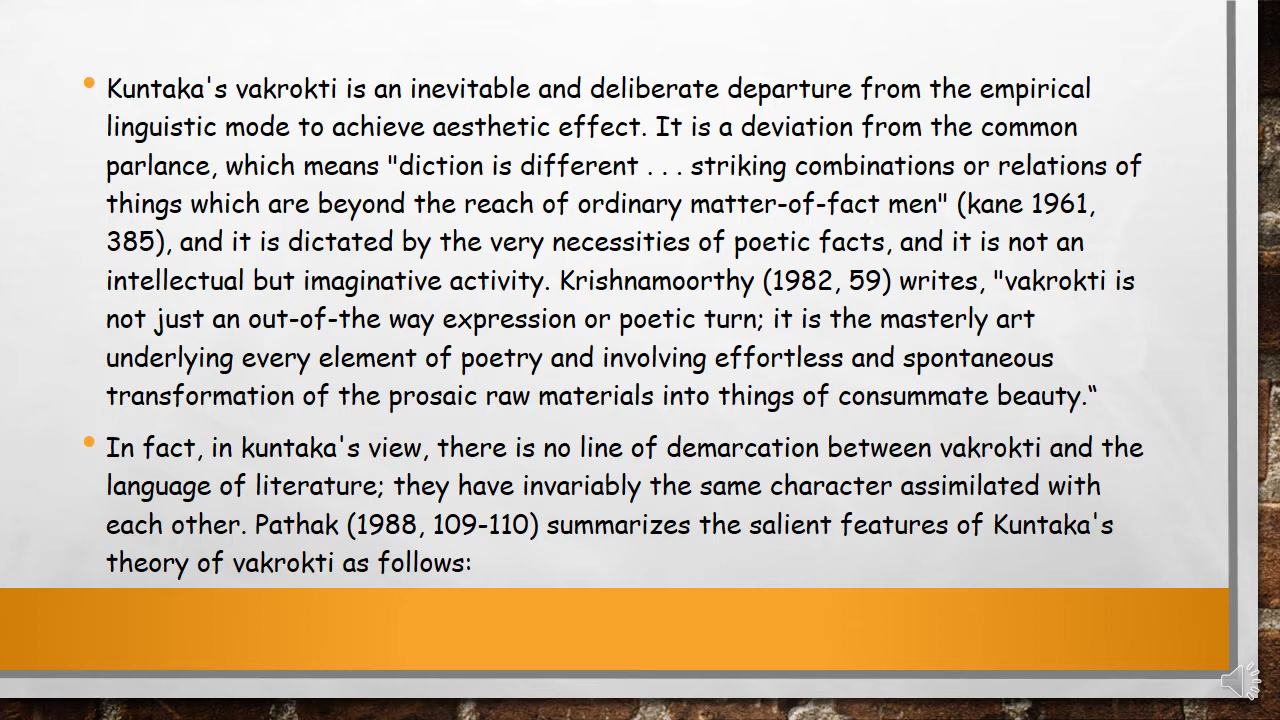 Kuntaka's vakrokti is an inevitable and deliberate departure from the empirical
linguistic mode to achieve aesthetic effect. It is a deviation from the common
parlance, which means "diction is different . . . striking combinations or relations of
things which are beyond the reach of ordinary matter-of-fact men" (kane 1961,
385), and it is dictated by the very necessities of poetic facts, and it is not an
intellectual but imaginative activity. Krishnamoorthy (1982, 59) writes, "vakrokti is
not just an out-of-the way expression or poetic turn; it is the masterly art
underlying every element of poetry and involving effortless and spontaneous
transformation of the prosaic raw materials into things of consummate beauty.“
In fact, in kuntaka's view, there is no line of demarcation between vakrokti and the
language of literature; they have invariably the same character assimilated with
each other. Pathak (1988, 109-110) summarizes the salient features of Kuntaka's
theory of vakrokti as follows: